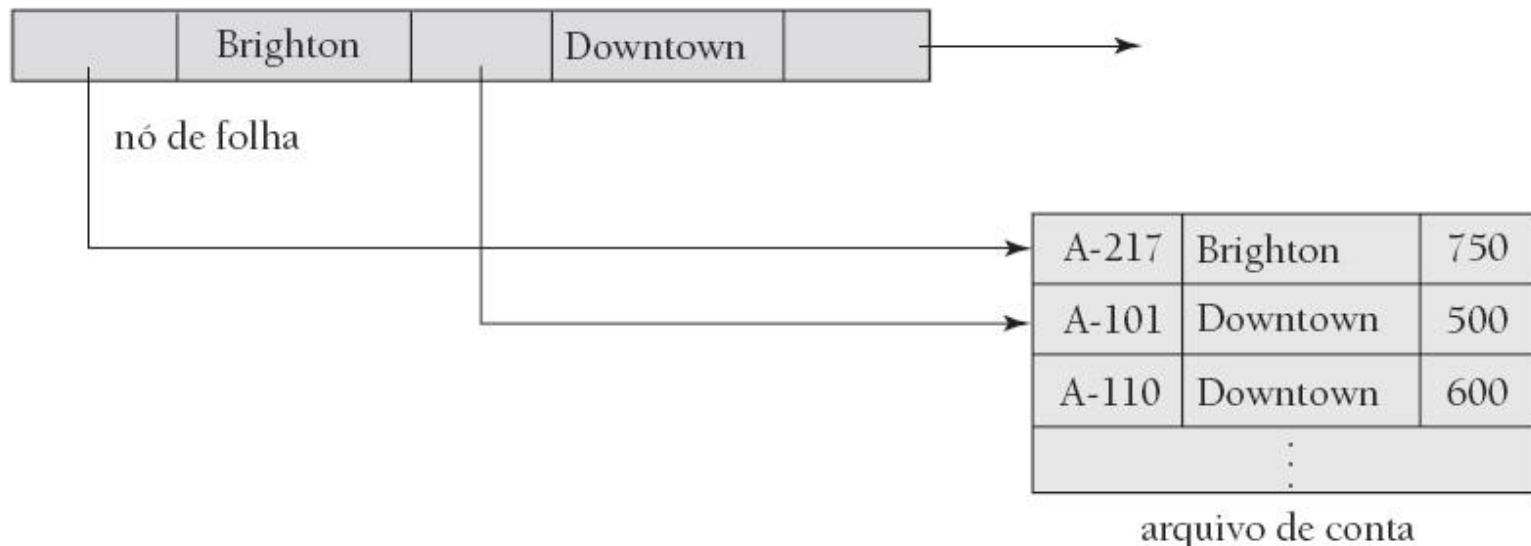 Brighton Downtown
nó de folha
A-217 Brighton 750
A-101 Downtown 500
A-110 Downtown 600
arquivo de conta